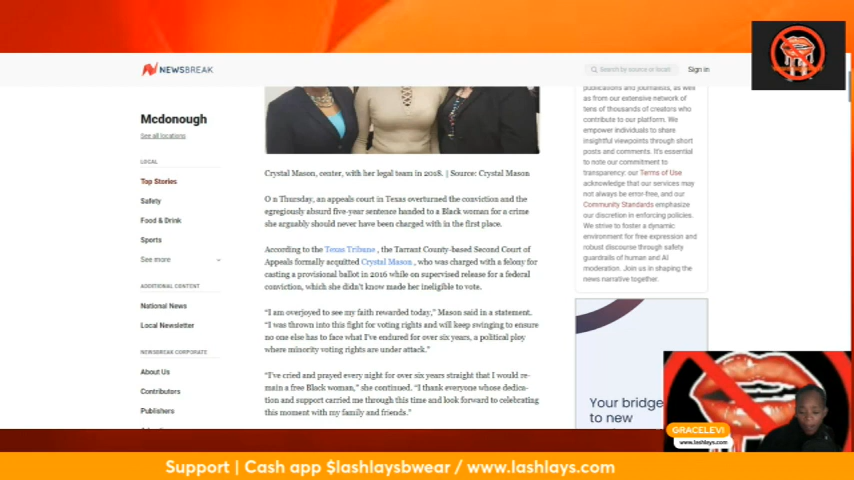 NEWSBREAK
Search by source or locati
Sign in
Mcdonough
See all locations
LOCAL
Top Stories
Safety
Food & Drink
Sports
See more
ADDITIONAL CONTENT
National News
Local Newsletter
NEWSBREAK CORPORATE
About Us
Contributors
Publishers
Crystal Mason, center, with her legal team in 2018. | Source: Crystal Mason
O n Thursday, an appeals court in Texas overturned the conviction and the
egregiously absurd five-year sentence handed to a Black woman for a crime
she arguably should never have been charged with in the first place.
According to the Texas Tribune , the Tarrant County-based Second Court of
Appeals formally acquitted Crystal Mason , who was charged with a felony for
casting a provisional ballot in 2016 while on supervised release for a federal
conviction, which she didn't know made her ineligible to vote.
"I am overjoyed to see my faith rewarded today," Mason said in a statement.
"I was thrown into this fight for voting rights and will keep swinging to ensure
no one else has to face what I've endured for over six years, a political ploy
where minority voting rights are under attack."
"I've cried and prayed every night for over six years straight that I would re-
main a free Black woman," she continued. "I thank everyone whose dedica-
tion and support carried me through this time and look forward to celebrating
this moment with my family and friends."
publications and journalists, as well
as from our extensive network of
tens of thousands of creators who
contribute to our platform. We
empower individuals to share
insightful viewpoints through short
posts and comments. It's essential
to note our commitment to
transparency: our Terms of Use
acknowledge that our services may
not always be error-free, and our
Community Standards emphasize
our discretion in enforcing policies.
We strive to foster a dynamic
environment for free expression and
robust discourse through safety
guardrails of human and AI
moderation. Join us in shaping the
news narrative together.
Your bridge
to new
GRACELEVI
www.lashlays.com
Support | Cash app $lashlaysbwear / www.lashlays.com